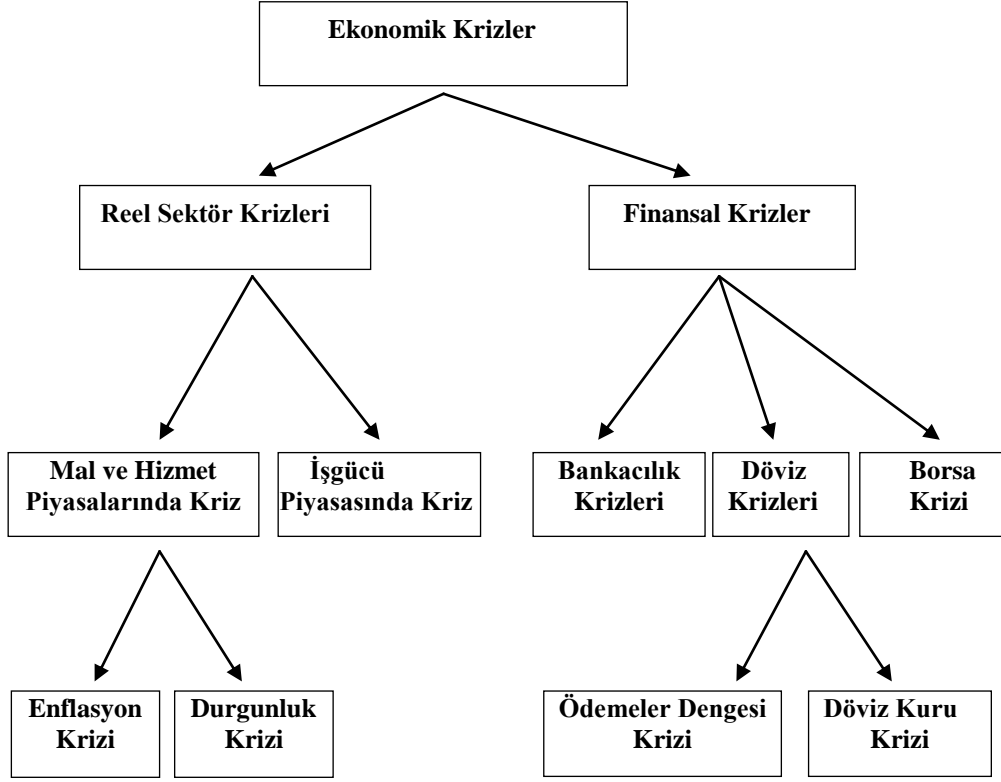 Ekonomik Krizler
Reel Sektör Krizleri
Finansal Krizler
Mal ve Hizmet
Piyasalarında Kriz
İşgücü
Piyasasında Kriz
Bankacılık
Krizleri
Döviz
Krizleri
Borsa
Krizi
Enflasyon
Krizi
Durgunluk
Krizi
Ödemeler Dengesi
Krizi
Döviz Kuru
Krizi